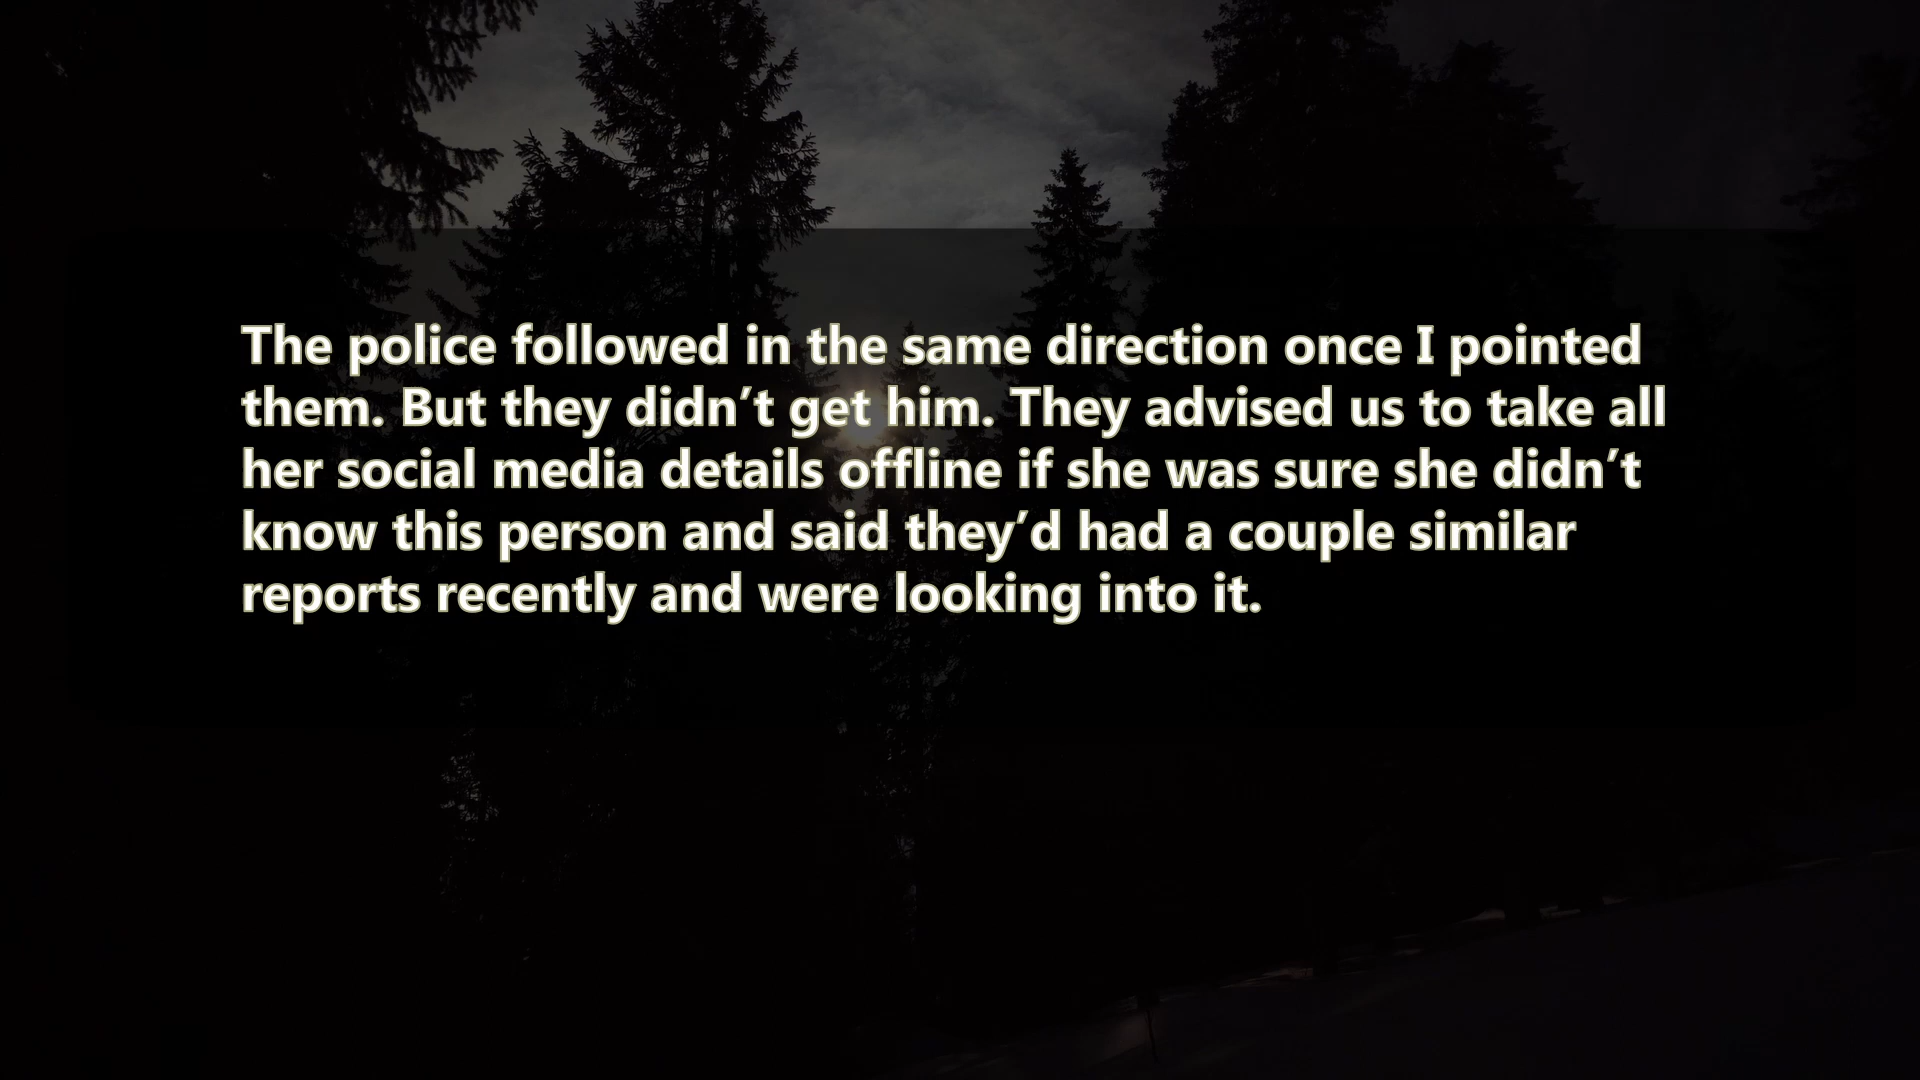 The police followed in the same direction once I pointed
them. But they didn’t get him. They advised us to take all
her social media details offline if she was sure she didn’t
know this person and said they’d had a couple similar
reports recently and were looking into it.